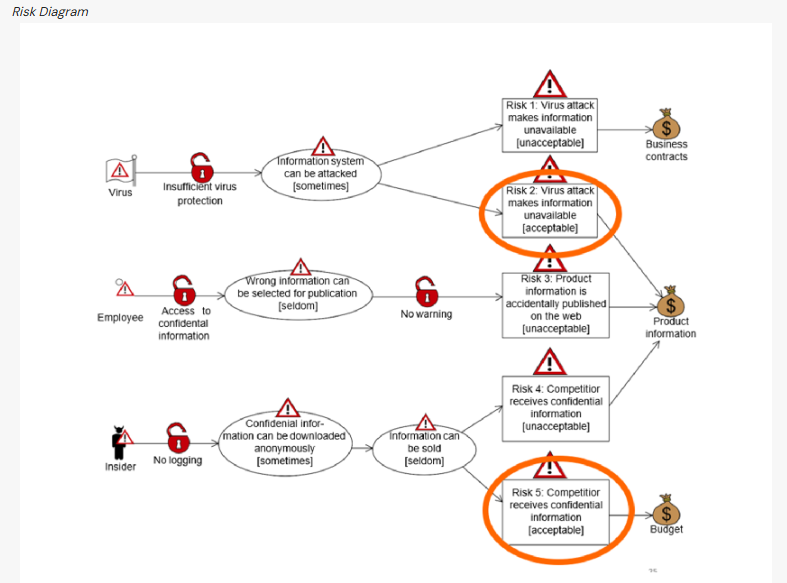 Risk Diagram
Risk 1: Virus attack
makes information
unavailable
[unacceptable]
Business
contracts
Virus
Insufficient virus
protection
Information system
can be attacked
[sometimes]
Risk 2: Virus attack
makes information
unavailable
[acceptable]
Employee
Access to
confidental
information
Wrong information can
be selected for publication
[seldom]
No warning
Risk 3: Product
information is
accidentally published
on the web
[unacceptable]
Product
information
Risk 4: Competitior
receives confidential
information
[unacceptable]
Insider
No logging
Confidenial infor-
mation can be downloaded
anonymously
[sometimes]
Information can
be sold
[seldom]
Risk 5: Competitior
receives confidential
information
[acceptable]
Budget